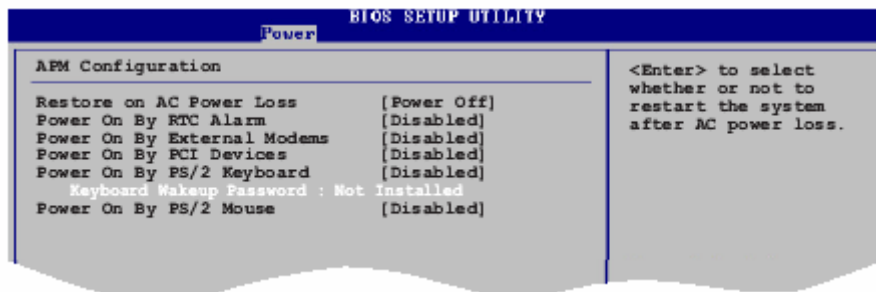 BIOS SETUP UTILITY
Power
APM Configuration
Restore on AC Power Loss [Power Off]
Power On By RTC Alarm [Disabled]
Power On By External Modems [Disabled]
Power On By PCI Devices [Disabled]
Power On By PS/2 Keyboard [Disabled]
Keyboard Wakeup Password : Not Installed
Power On By PS/2 Mouse [Disabled]
<Enter> to select
whether or not to
restart the system
after AC power loss.